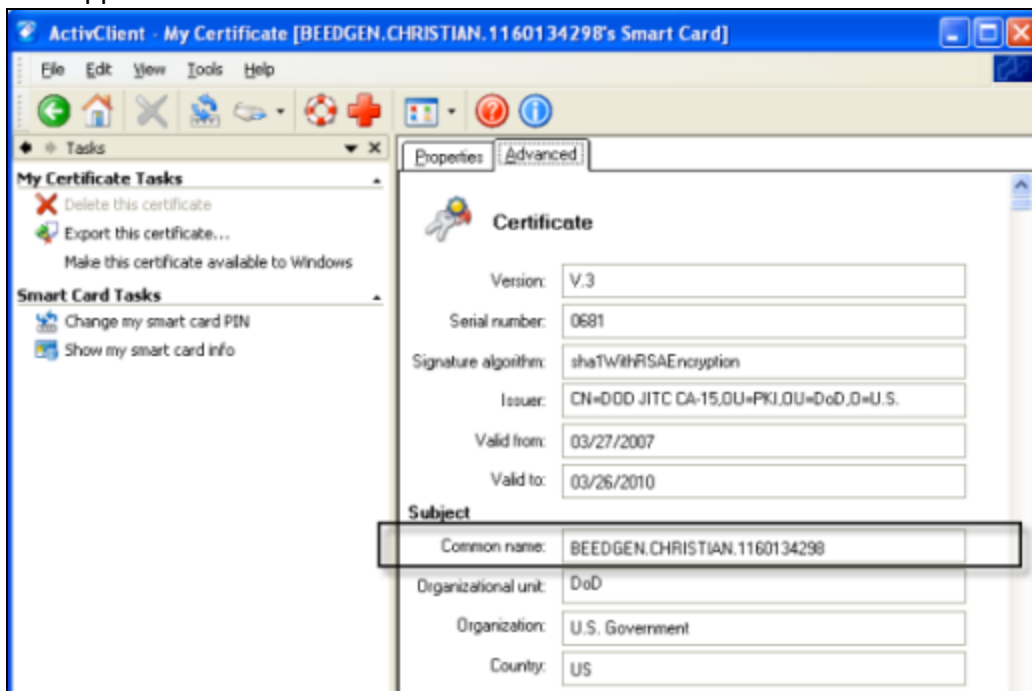 ActivClient - My Certificate [BEEDGEN.CHRISTIAN.1160134298's Smart Card]
File Edit View Tools Help
Tasks
My Certificate Tasks
Delete this certificate
Export this certificate...
Make this certificate available to Windows
Smart Card Tasks
Change my smart card PIN
Show my smart card info
Properties Advanced
Certificate
Version: V.3
Serial number: 0681
Signature algorithm: sha1WithRSAEncryption
Issuer: CN=DOD JITC CA-15,OU=PKI,OU=DoD,O=U.S.
Valid from: 03/27/2007
Valid to: 03/26/2010
Subject
Common name: BEEDGEN.CHRISTIAN.1160134298
Organizational unit: DoD
Organization: U.S. Government
Country: US